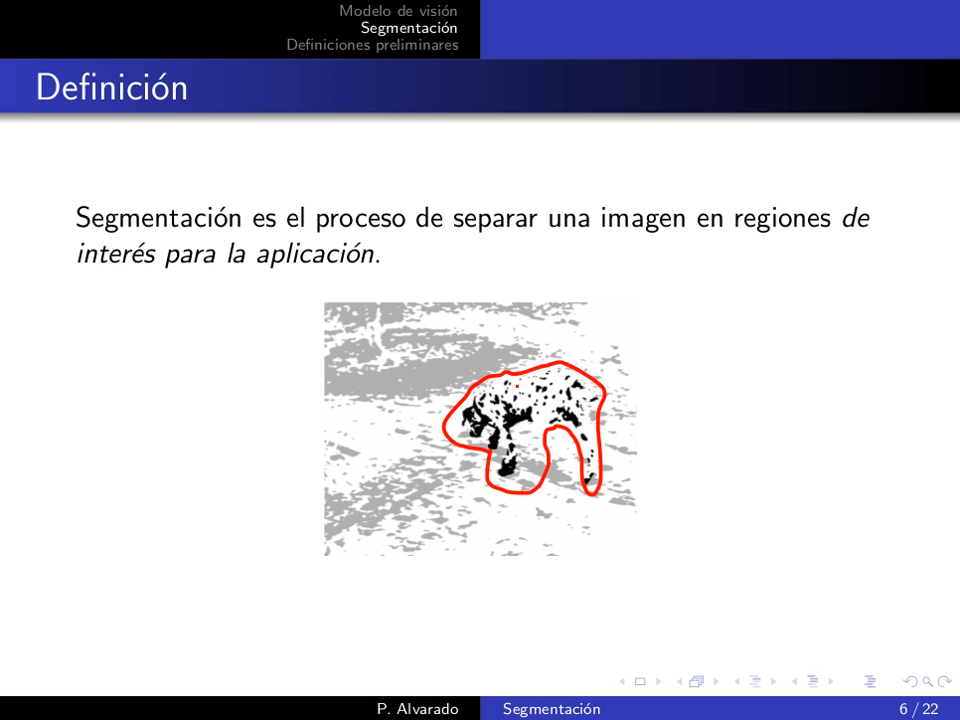 Modelo de visión
Segmentación
Definiciones preliminares
Definición
Segmentación es el proceso de separar una imagen en regiones de
interés para la aplicación.
P. Alvarado
Segmentación
6 / 22